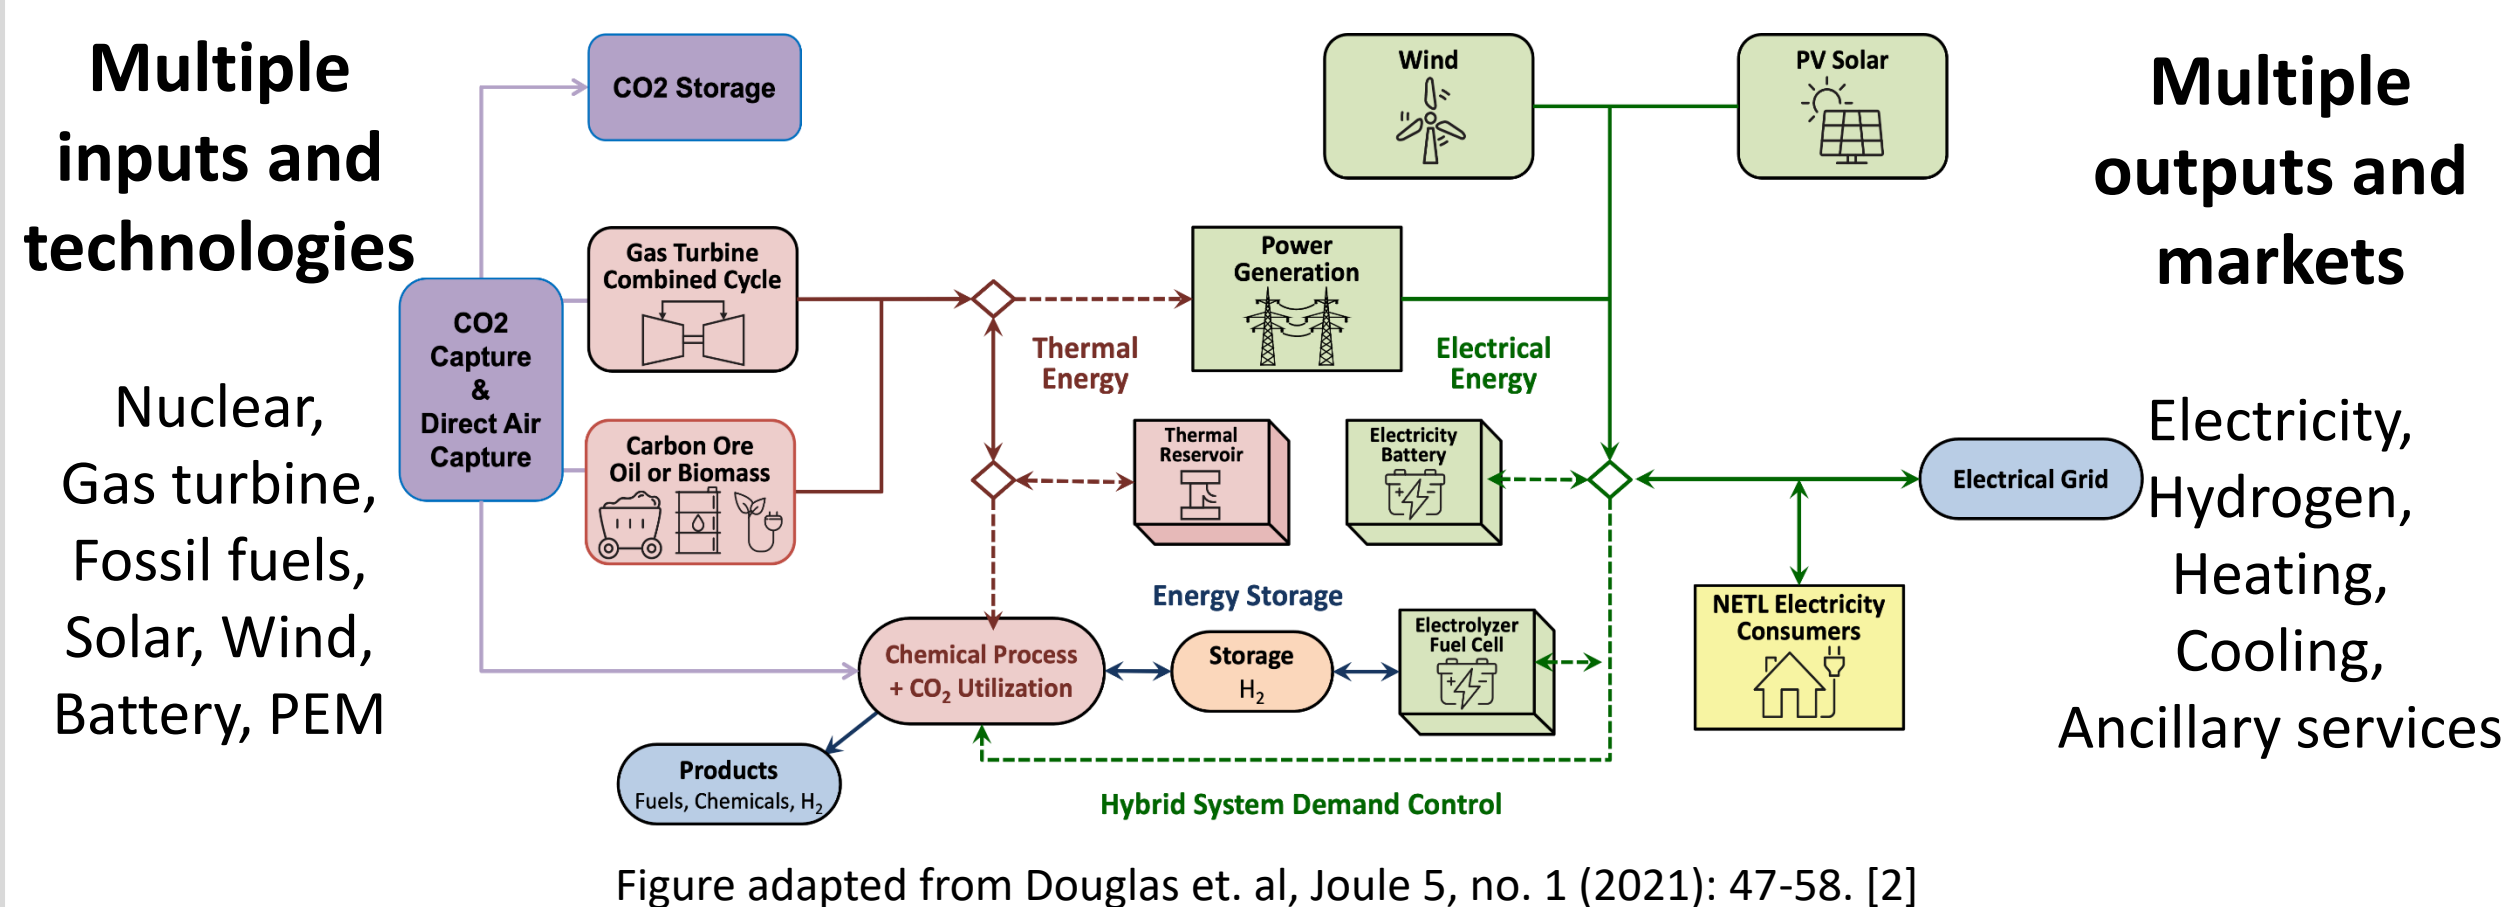 Multiple
inputs and
technologies
Nuclear,
Gas turbine,
Fossil fuels,
Solar, Wind,
Battery, PEM
CO2 Storage
CO2
Capture
&
Direct Air
Capture
Gas Turbine
Combined Cycle
Carbon Ore
Oil or Biomass
Thermal
Energy
Wind
PV Solar
Power
Generation
Electrical
Energy
Thermal
Reservoir
Electricity
Battery
Electrical Grid
Energy Storage
Chemical Process
+ CO₂ Utilization
Storage
H₂
Electrolyzer
Fuel Cell
NETL Electricity
Consumers
Products
Fuels, Chemicals, H₂
Hybrid System Demand Control
Multiple
outputs and
markets
Electricity,
Hydrogen,
Heating,
Cooling,
Ancillary services
Figure adapted from Douglas et. al, Joule 5, no. 1 (2021): 47-58. [2]